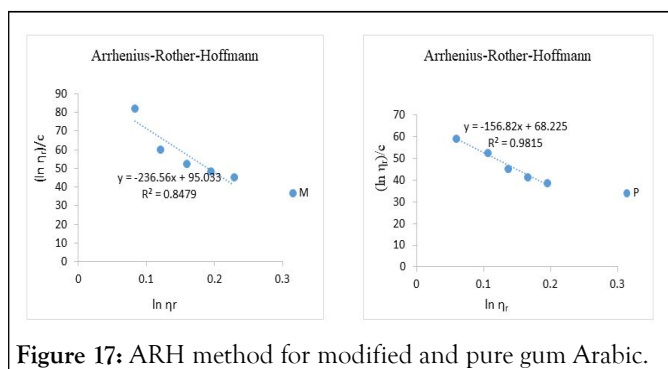 Arrhenius-Rother-Hoffmann
90
80
70
60
50
40
30
20
10
0
(ln ηr)/c
y = -236.56x + 95.033
R² = 0.8479
M
0
0.1
0.2
0.3
ln ηr
Arrhenius-Rother-Hoffmann
70
60
50
40
30
20
10
0
(ln ηr)/c
y = -156.82x + 68.225
R² = 0.9815
P
0
0.1
0.2
0.3
ln ηr
Figure 17: ARH method for modified and pure gum Arabic.